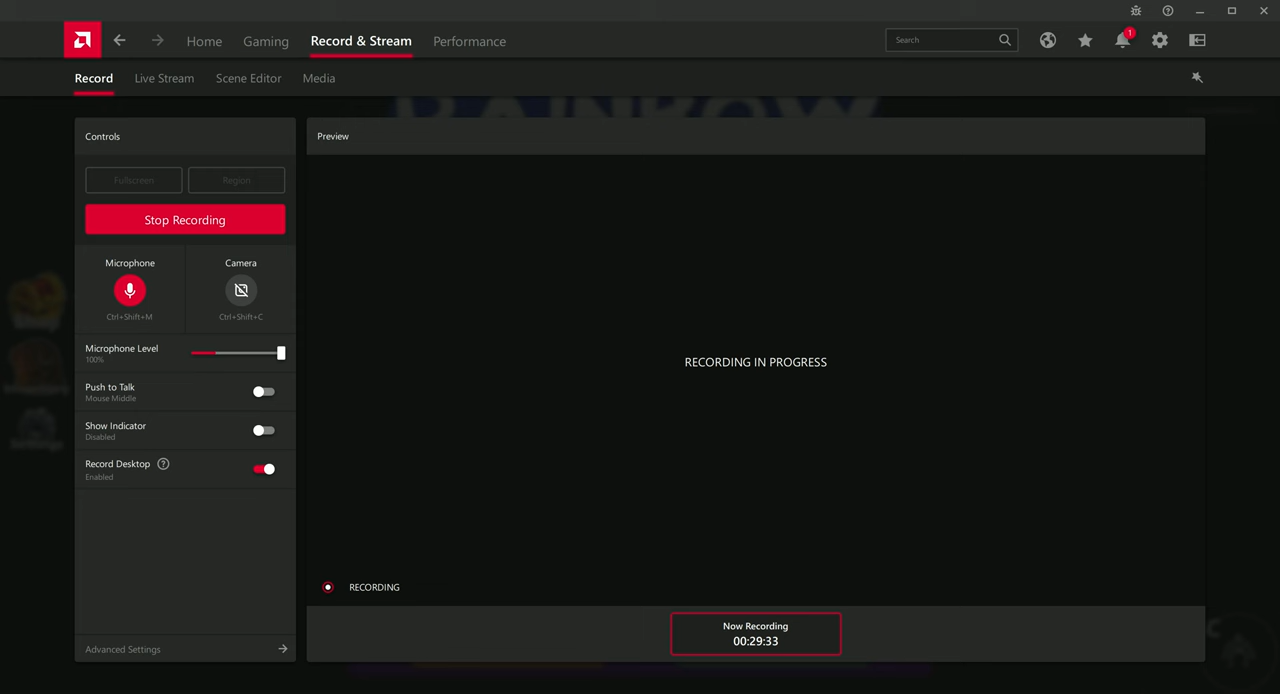 Home
Gaming
Record & Stream
Performance
Search
1
Record
Live Stream
Scene Editor
Media
RAINBOW
Controls
Preview
Fullscreen
Region
Stop Recording
Microphone
Camera
Ctrl+Shift+M
Ctrl+Shift+C
Microphone Level
100%
Push to Talk
Mouse Middle
Show Indicator
Disabled
Record Desktop
Enabled
RECORDING IN PROGRESS
RECORDING
Now Recording
00:29:33
Advanced Settings